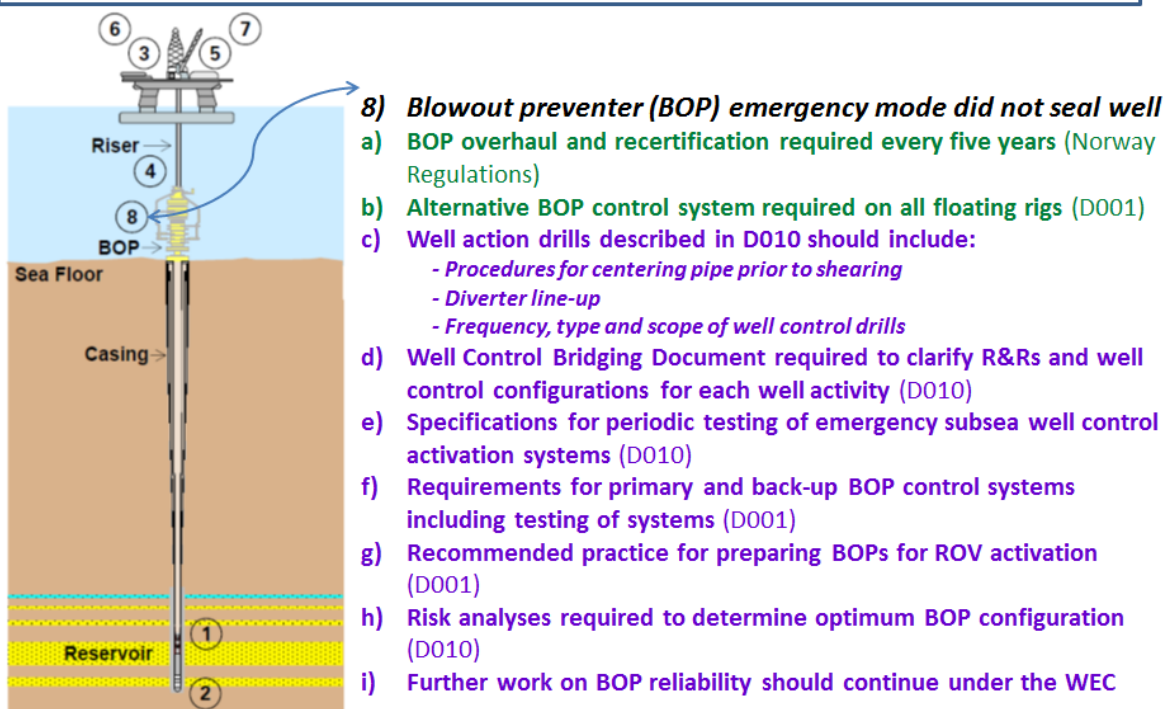 6
7
3
5
8) Blowout preventer (BOP) emergency mode did not seal well
a) BOP overhaul and recertification required every five years (Norway
Regulations)
Riser
4
b) Alternative BOP control system required on all floating rigs (D001)
8
c) Well action drills described in D010 should include:
BOP
- Procedures for centering pipe prior to shearing
Sea Floor
- Diverter line-up
- Frequency, type and scope of well control drills
Casing
d) Well Control Bridging Document required to clarify R&Rs and well
control configurations for each well activity (D010)
e) Specifications for periodic testing of emergency subsea well control
activation systems (D010)
f) Requirements for primary and back-up BOP control systems
including testing of systems (D001)
g) Recommended practice for preparing BOPs for ROV activation
(D001)
h) Risk analyses required to determine optimum BOP configuration
(D010)
1
Reservoir
i) Further work on BOP reliability should continue under the WEC
2